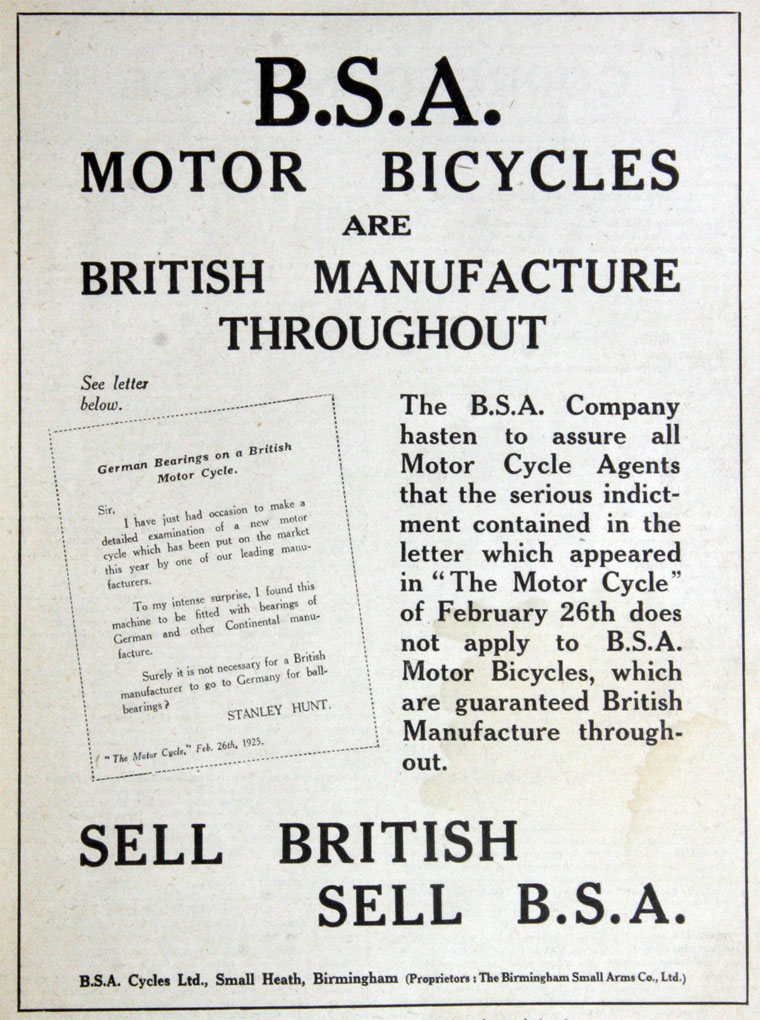 B.S.A.
MOTOR BICYCLES
ARE
BRITISH MANUFACTURE
THROUGHOUT
See letter
below.
German Bearings on a British
Motor Cycle.
Sir,
I have just had occasion to make a
detailed examination of a new motor
cycle which has been put on the market
this year by one of our leading manu-
facturers.
To my intense surprise, I found this
machine to be fitted with bearings of
German and other Continental manu-
facture.
Surely it is not necessary for a British
manufacturer to go to Germany for ball-
bearings?
STANLEY HUNT.
"The Motor Cycle," Feb. 26th, 1925.
The B.S.A. Company
hasten to assure all
Motor Cycle Agents
that the serious indict-
ment contained in the
letter which appeared
in "The Motor Cycle"
of February 26th does
not apply to B.S.A.
Motor Bicycles, which
are guaranteed British
Manufacture through-
out.
SELL BRITISH
SELL B.S.A.
B.S.A. Cycles Ltd., Small Heath, Birmingham (Proprietors : The Birmingham Small Arms Co., Ltd.)